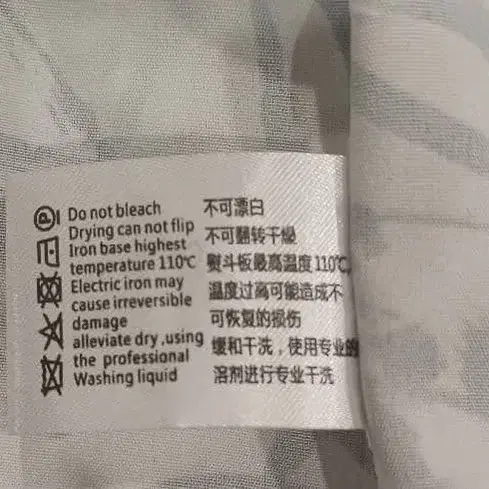 Ⓟ
Do not bleach 不可漂白
Drying can not flip 不可翻转干燥
Iron base highest
temperature 110℃ 熨斗板最高温度110℃,
Electric iron may 温度过高可能造成不
cause irreversible
damage 可恢复的损伤
alleviate dry ,using 缓和干洗，使用专业的
the professional
Washing liquid 溶剂进行专业干洗